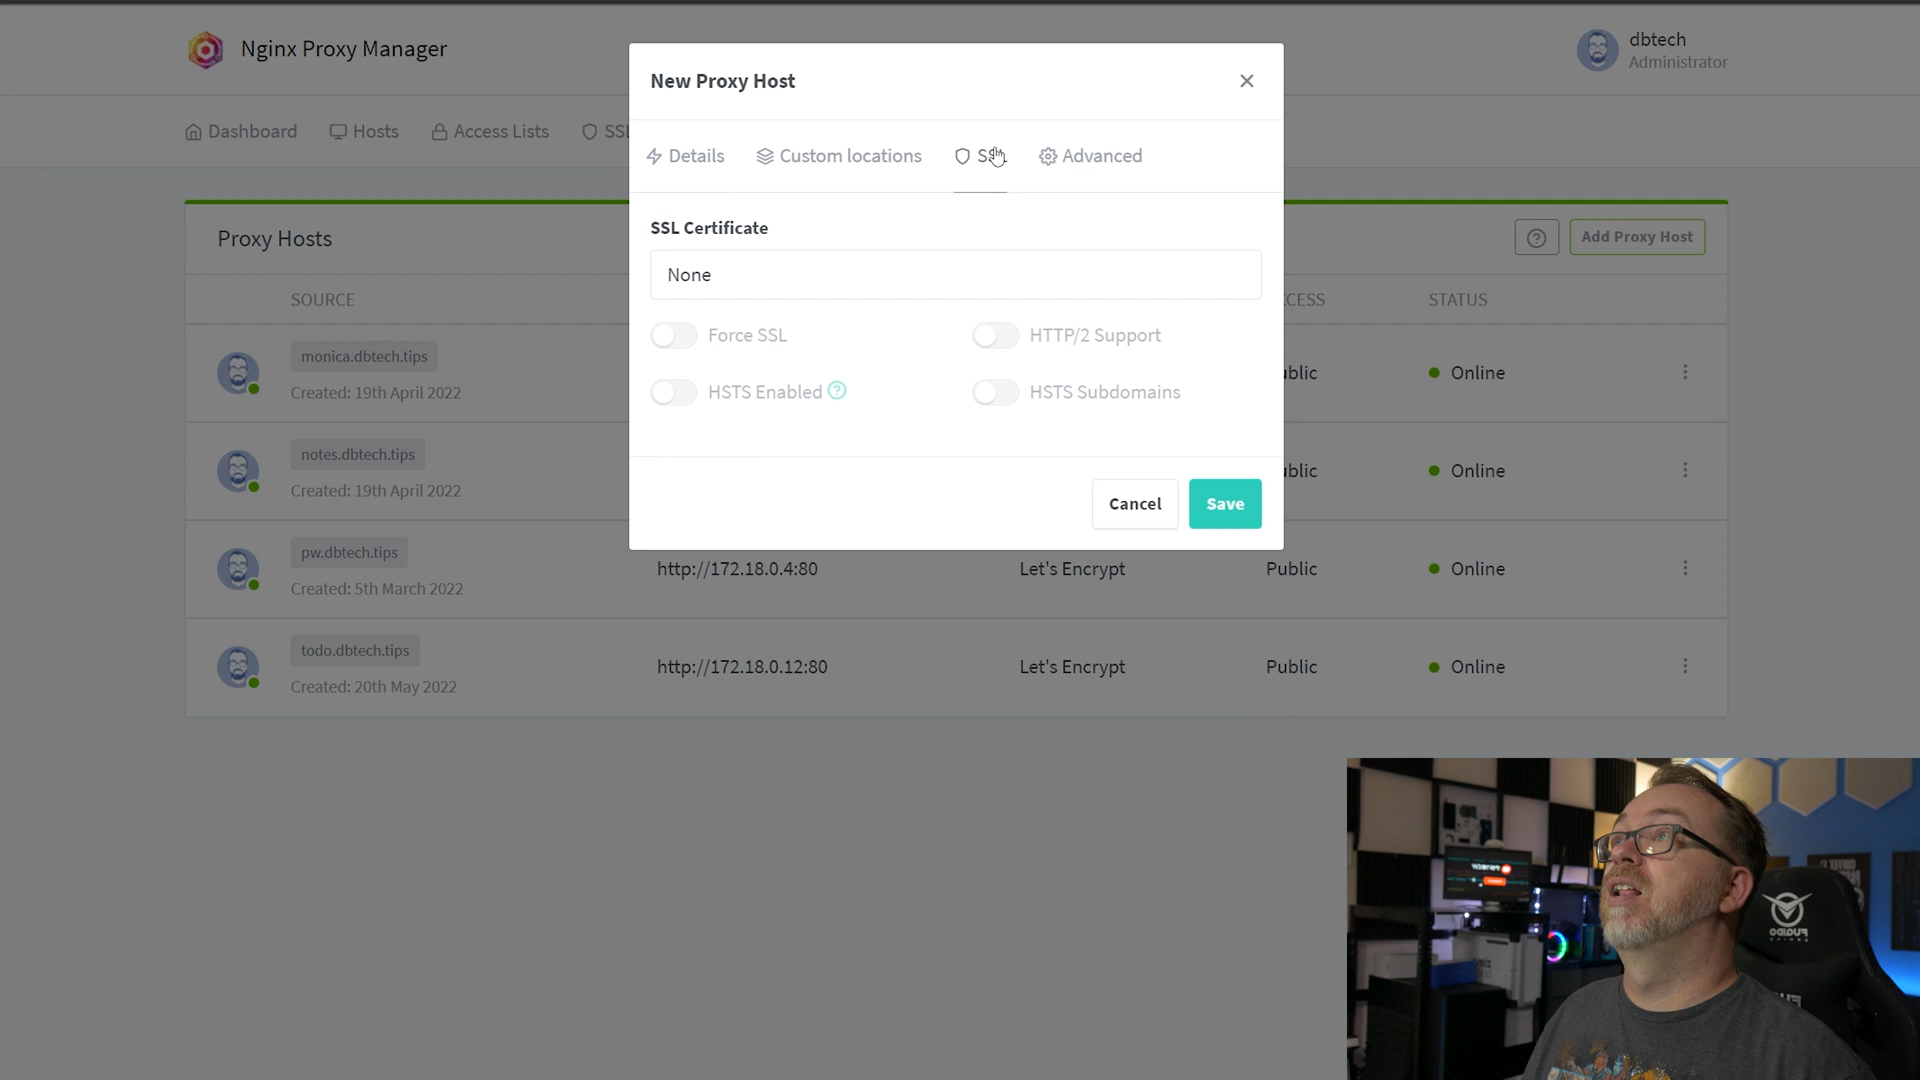 Nginx Proxy Manager
dbtech
Administrator
Dashboard
Hosts
Access Lists
SSL
New Proxy Host
Details
Custom locations
Advanced
SSL Certificate
None
Force SSL
HTTP/2 Support
HSTS Enabled
HSTS Subdomains
Cancel
Save
Proxy Hosts
Add Proxy Host
SOURCE
CESS
STATUS
monica.dbtech.tips
Created: 19th April 2022
ublic
Online
notes.dbtech.tips
Created: 19th April 2022
ublic
Online
pw.dbtech.tips
Created: 5th March 2022
http://172.18.0.4:80
Let's Encrypt
Public
Online
todo.dbtech.tips
Created: 20th May 2022
http://172.18.0.12:80
Let's Encrypt
Public
Online